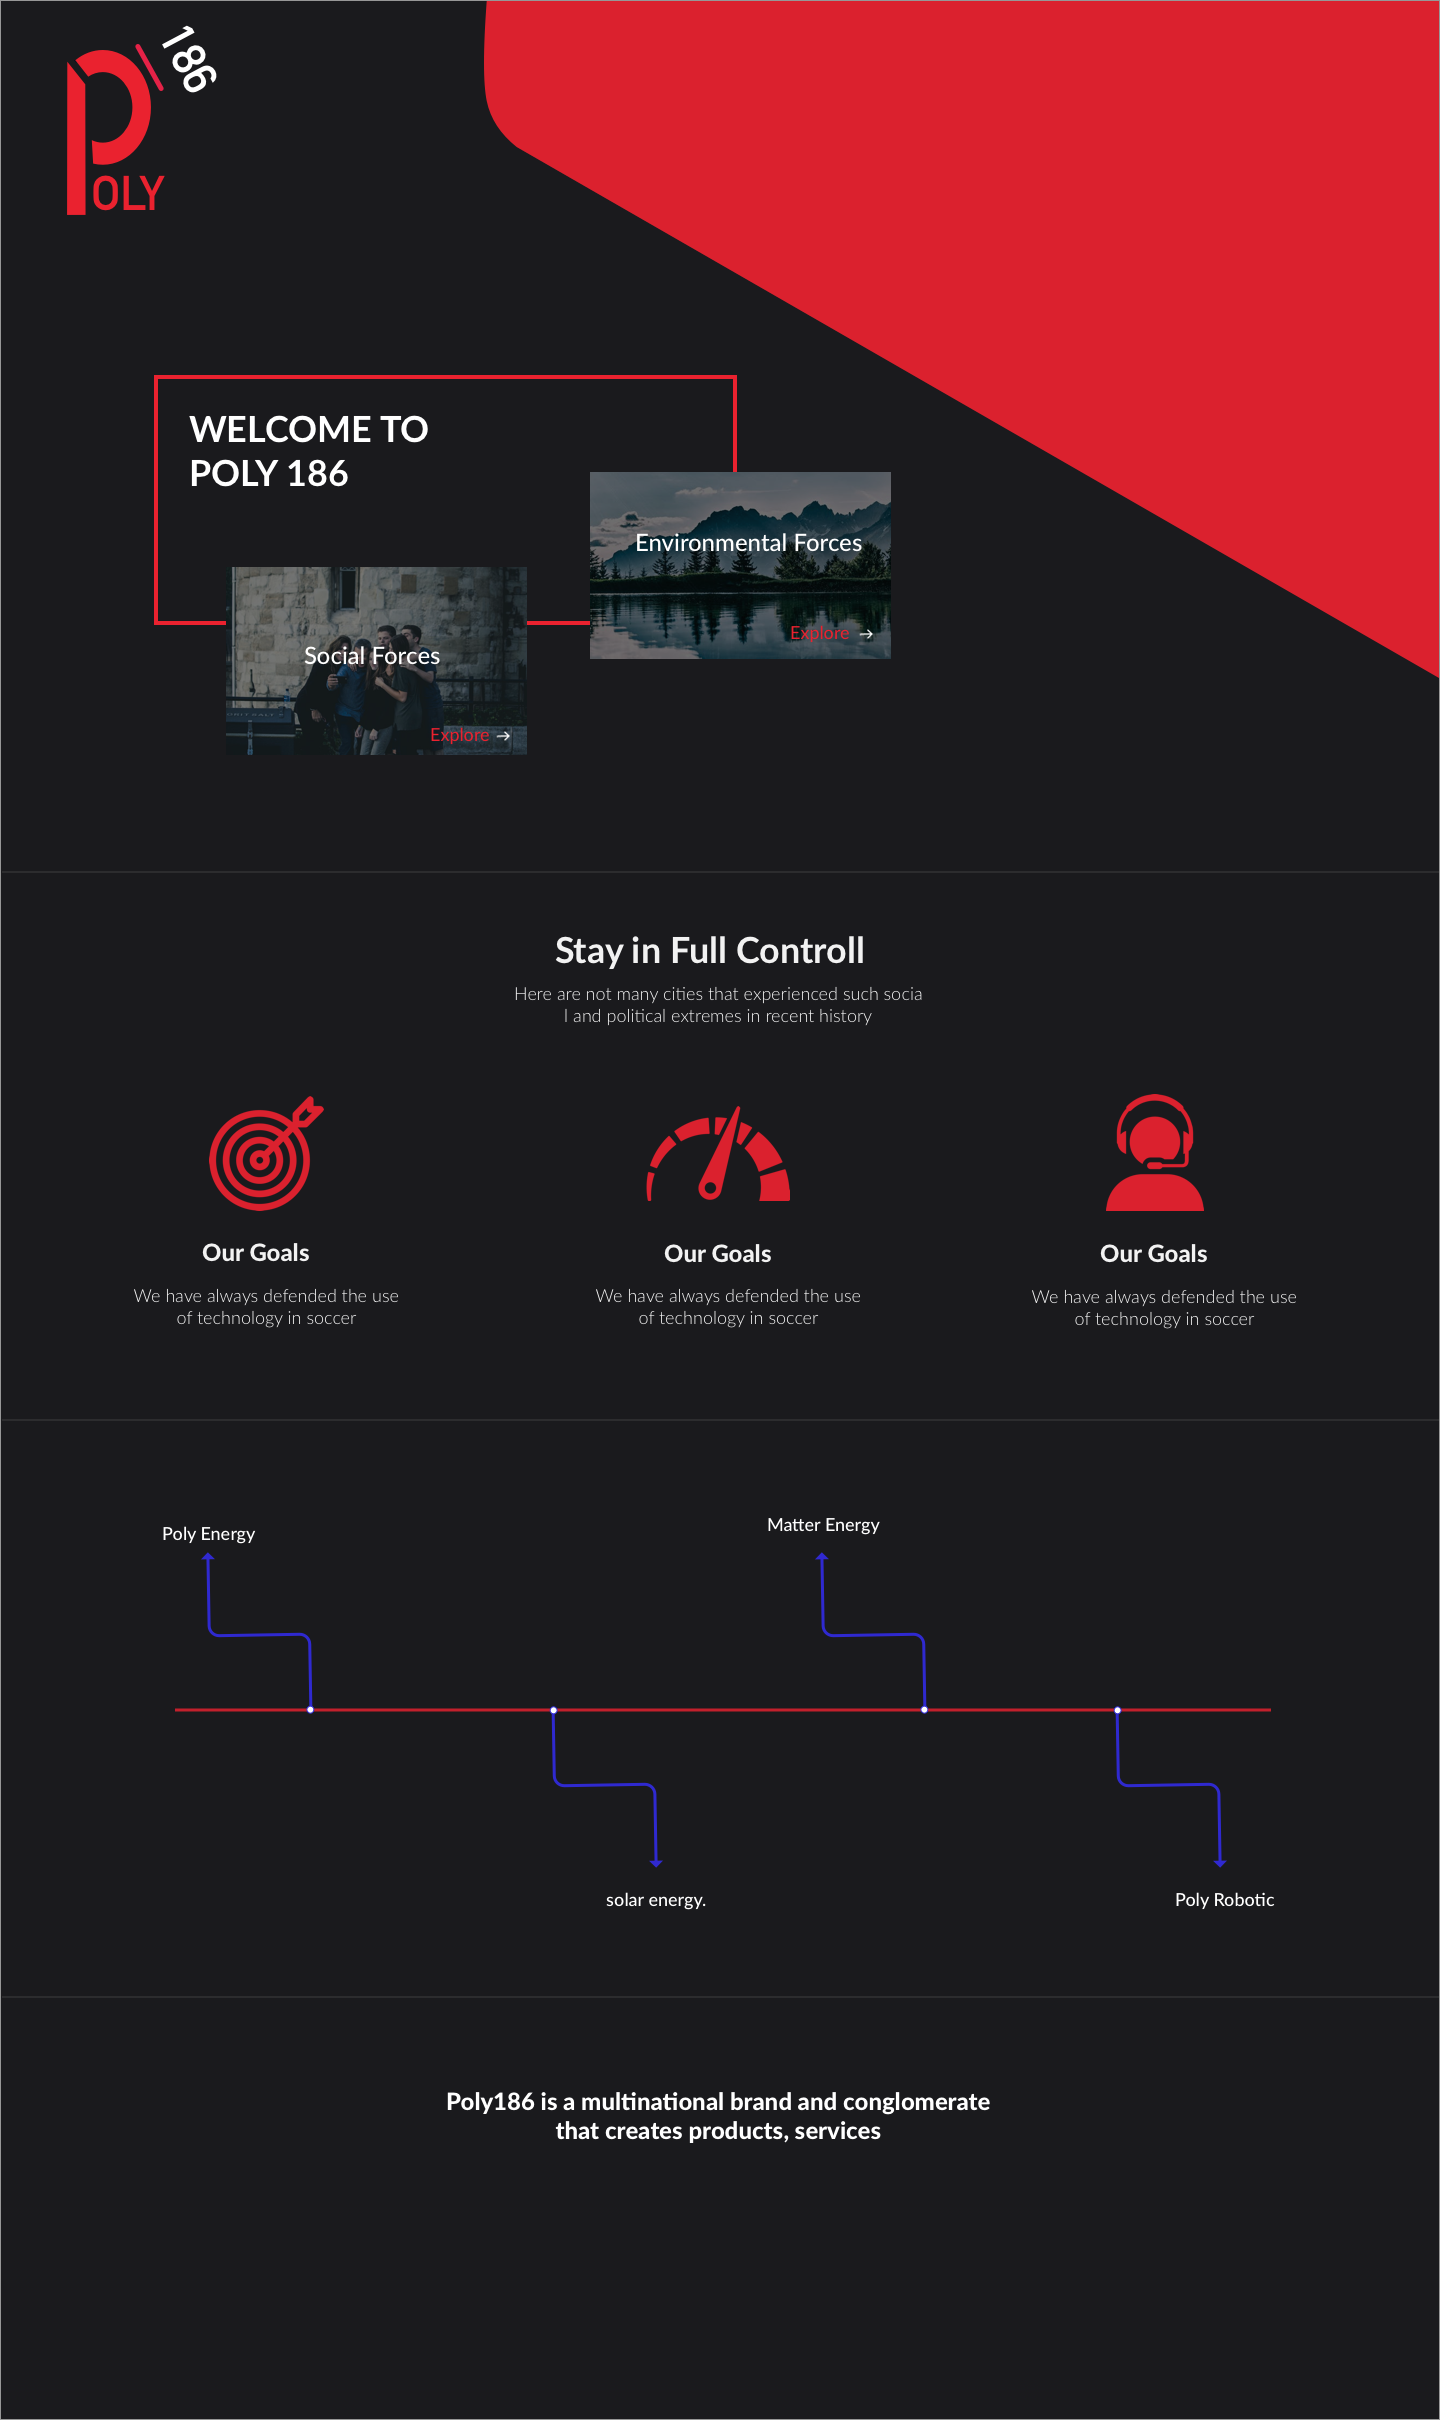 186
POLY
WELCOME TO
POLY 186
Environmental Forces
Explore →
Social Forces
Explore →
Stay in Full Controll
Here are not many cities that experienced such socia
l and political extremes in recent history
Our Goals
Our Goals
Our Goals
We have always defended the use
of technology in soccer
We have always defended the use
of technology in soccer
We have always defended the use
of technology in soccer
Poly Energy
Matter Energy
solar energy.
Poly Robotic
Poly186 is a multinational brand and conglomerate
that creates products, services